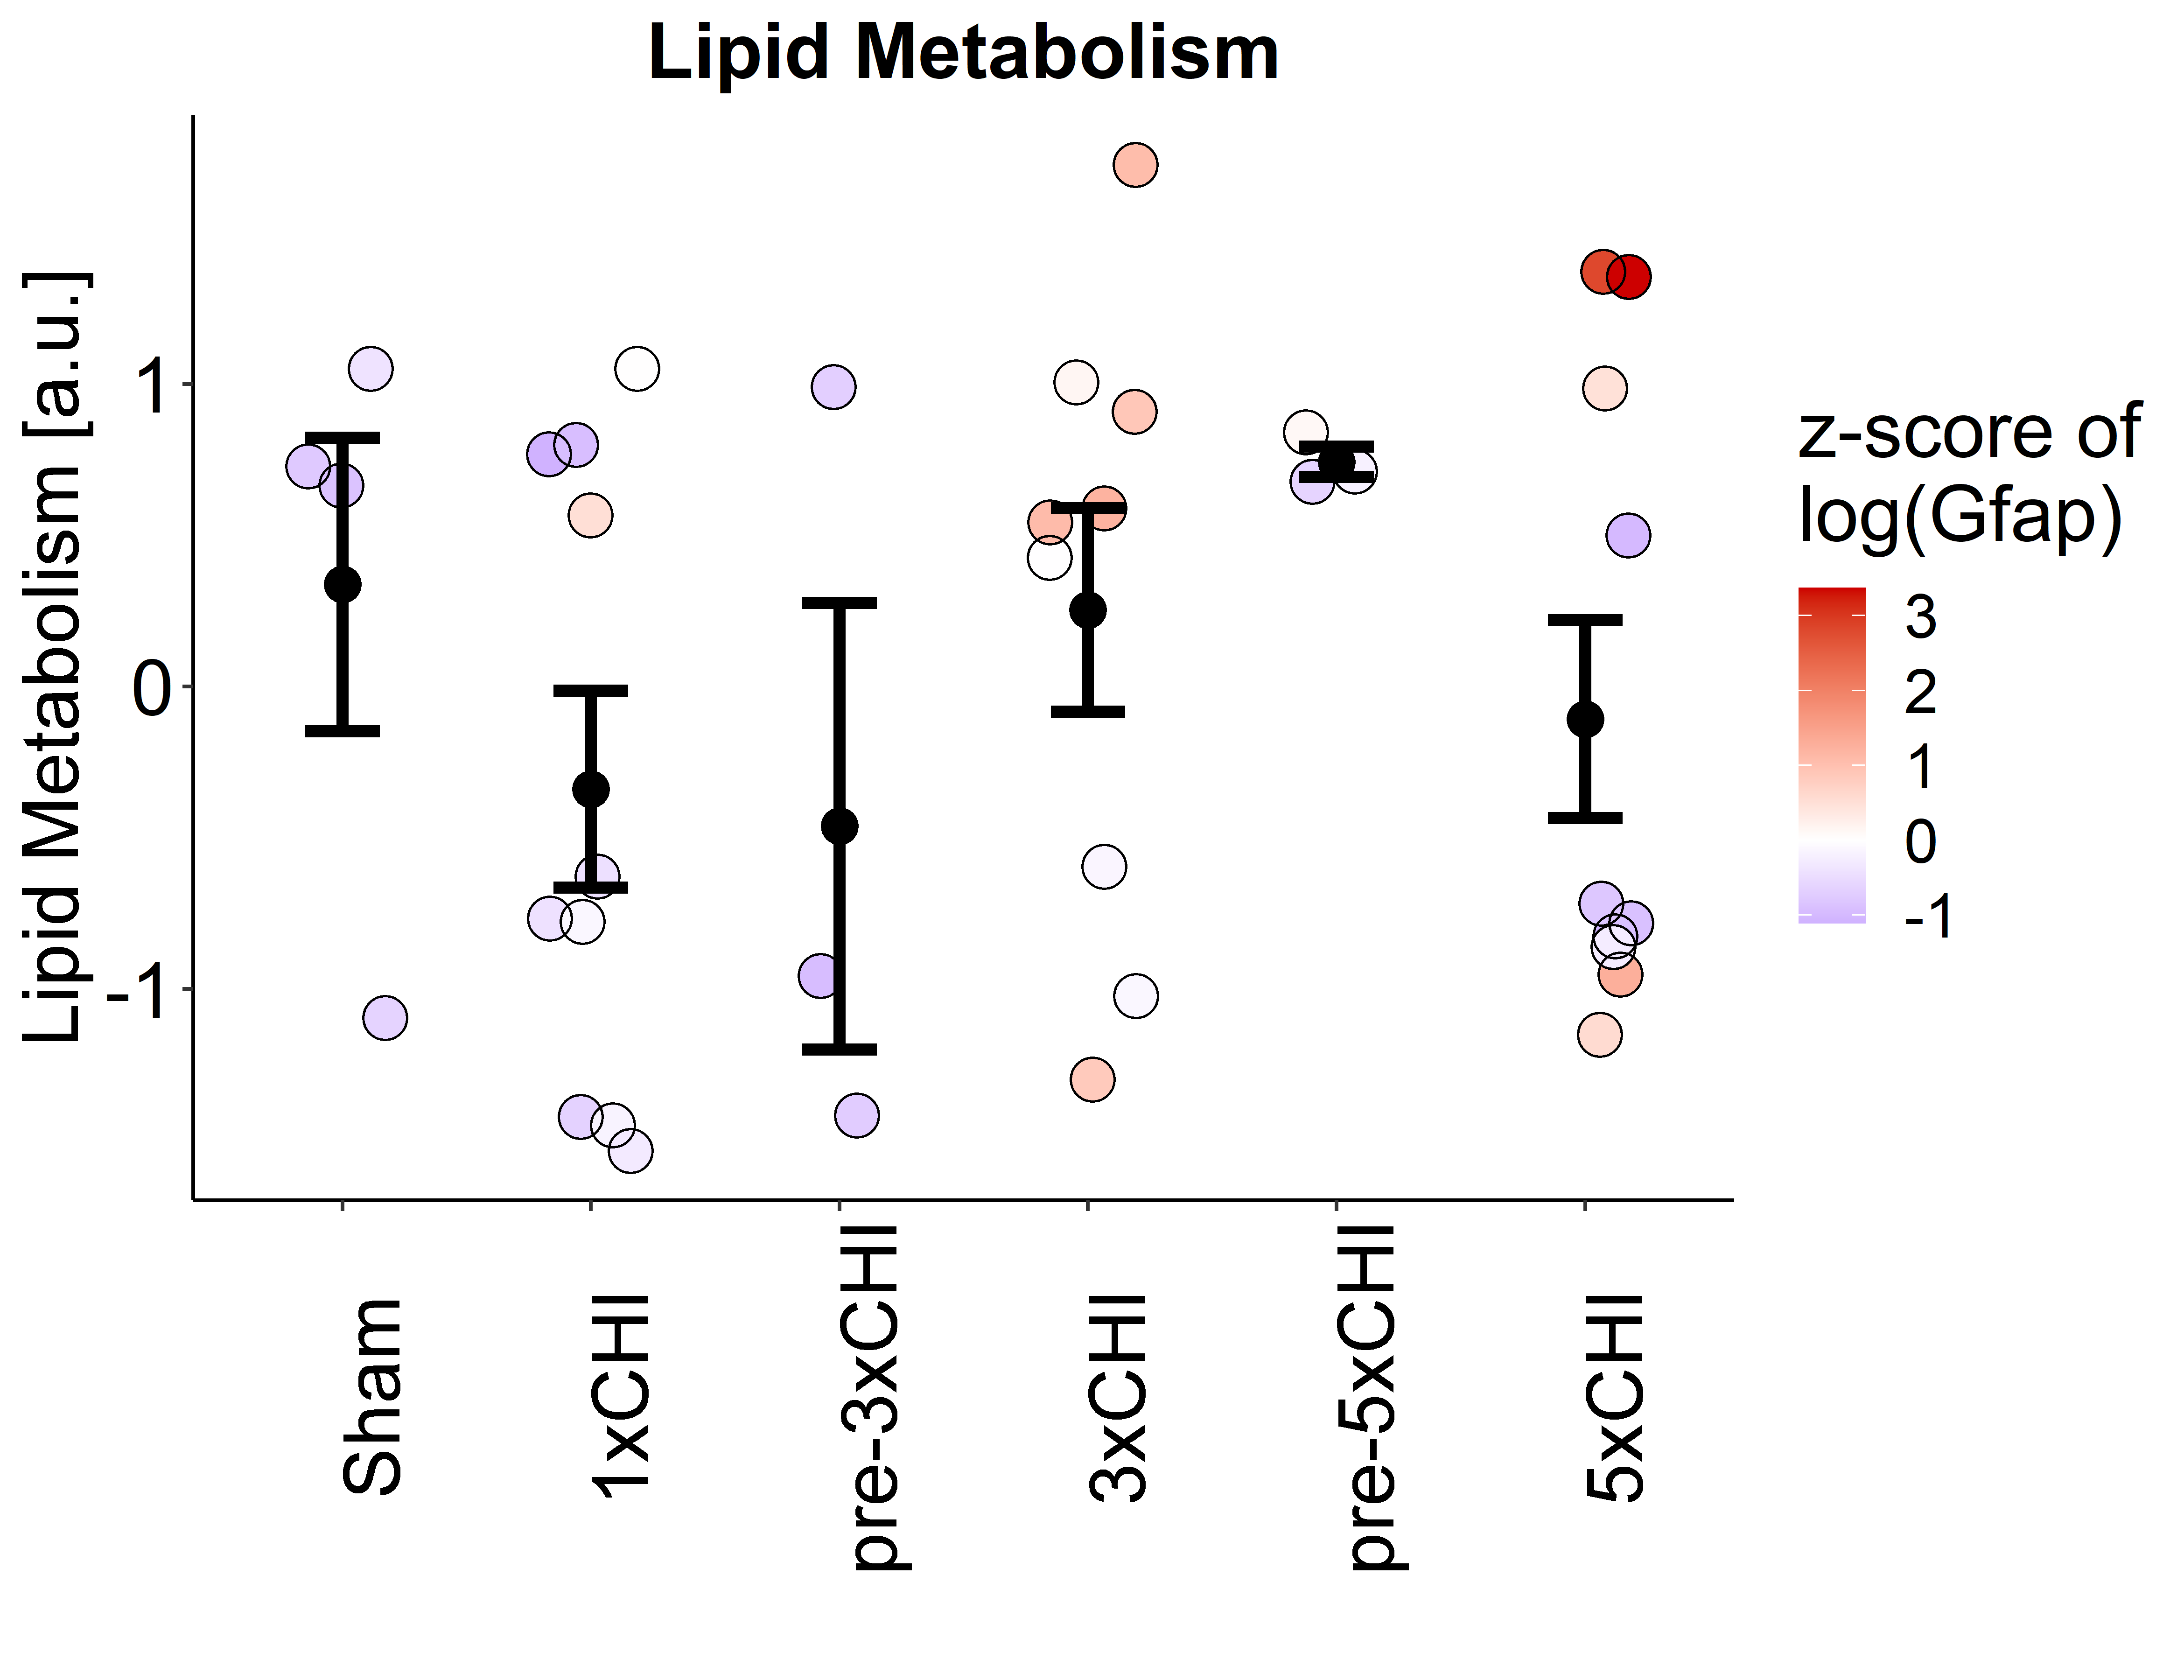 Lipid Metabolism
Lipid Metabolism [a.u.]
1
0
-1
Sham
1xCHI
pre-3xCHI
3xCHI
pre-5xCHI
5xCHI
z-score of
log(Gfap)
3
2
1
0
-1